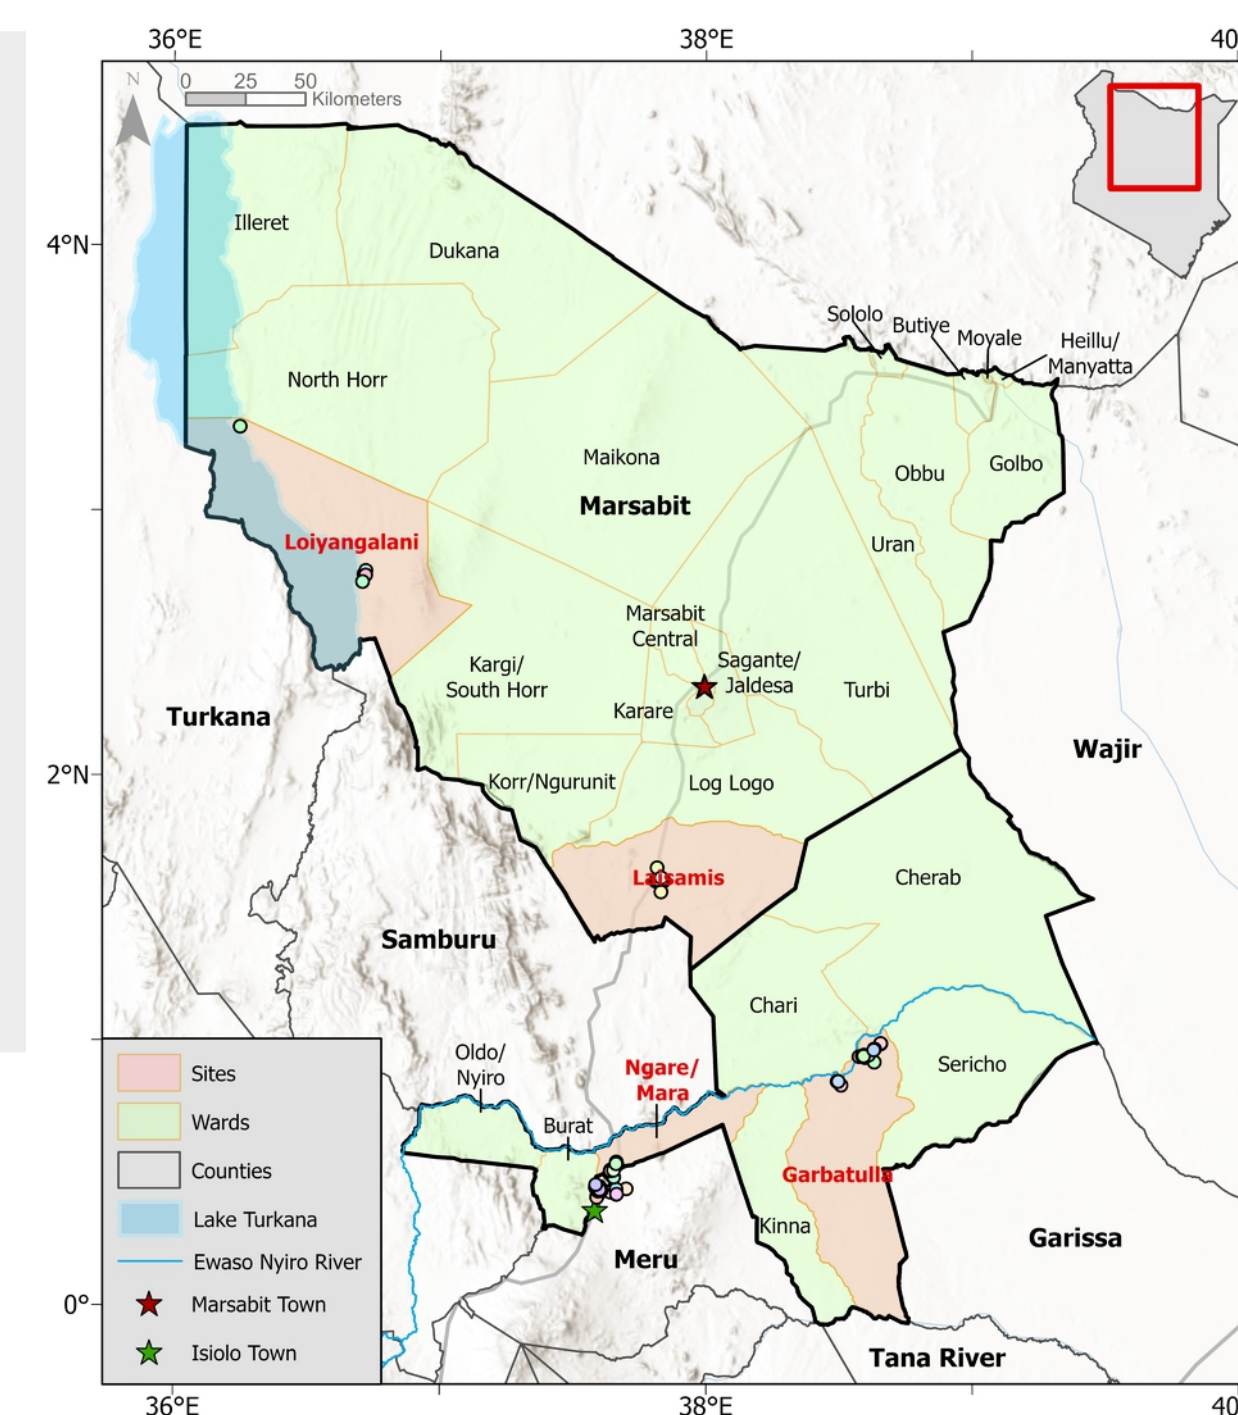 36°E
38°E
40
N
0
25
50
Kilometers
4°N
2°N
0°
Illeret
Dukana
North Horr
Sololo
Butiye
Moyale
Heillu/
Manyatta
Maikona
Marsabit
Obbu
Golbo
Uran
Loiyangalani
Marsabit
Central
Sagante/
Jaldesa
Kargi/
South Horr
Karare
Turbi
Turkana
Wajir
Korr/Ngurunit
Log Logo
Laisamis
Cherab
Samburu
Chari
Sericho
Oldo/
Nyiro
Ngare/
Mara
Burat
Garbatulla
Kinna
Meru
Garissa
Tana River
Sites
Wards
Counties
Lake Turkana
Ewaso Nyiro River
Marsabit Town
Isiolo Town
36°E
38°E
40